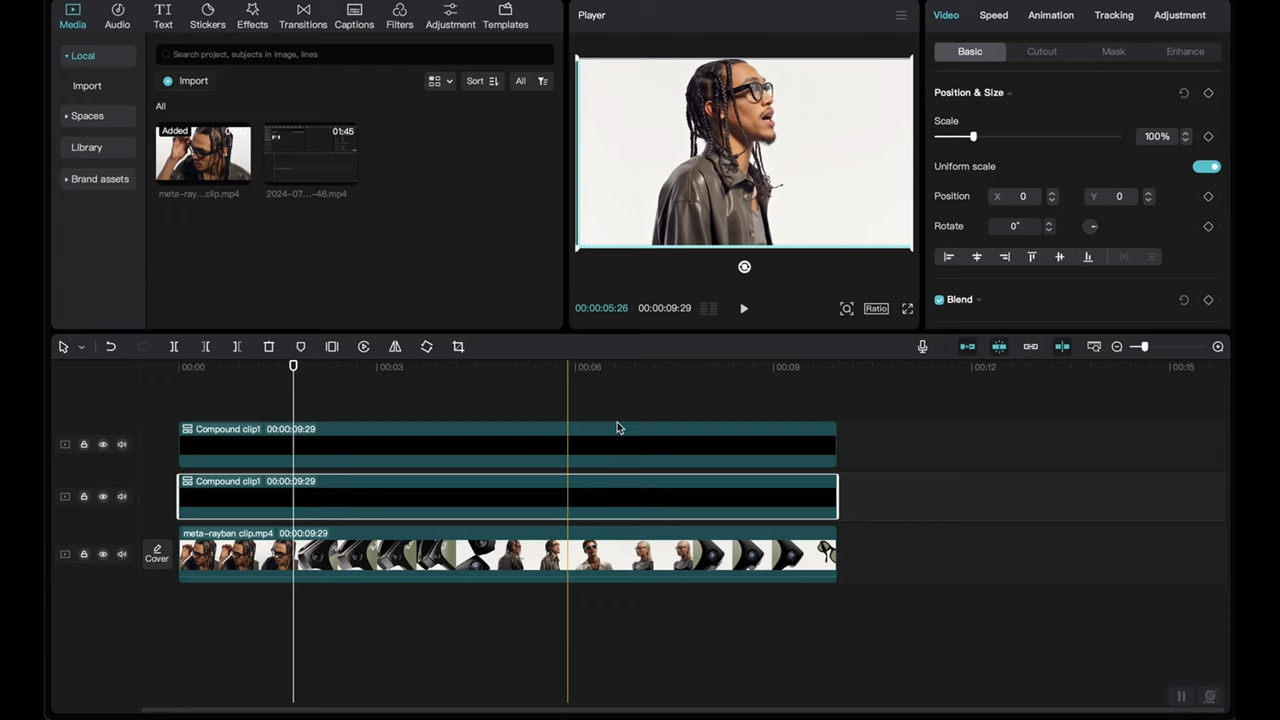 Media Audio Text Stickers Effects Transitions Captions Filters Adjustment Templates
Local
Import
Spaces
Library
Brand assets
Search project, subjects in image, lines
Import
Sort
All
All
Added
01:45
meta-ray...clip.mp4
2024-07...-46.mp4
Player
00:00:05:26 00:00:09:29
Ratio
Video Speed Animation Tracking Adjustment
Basic Cutout Mask Enhance
Position & Size
Scale
100%
Uniform scale
Position X 0 Y 0
Rotate 0°
Blend
00:00 00:03 00:06 00:09 00:12 00:15
Compound clip1 00:00:09:29
Compound clip1 00:00:09:29
meta-rayban clip.mp4 00:00:09:29
Cover